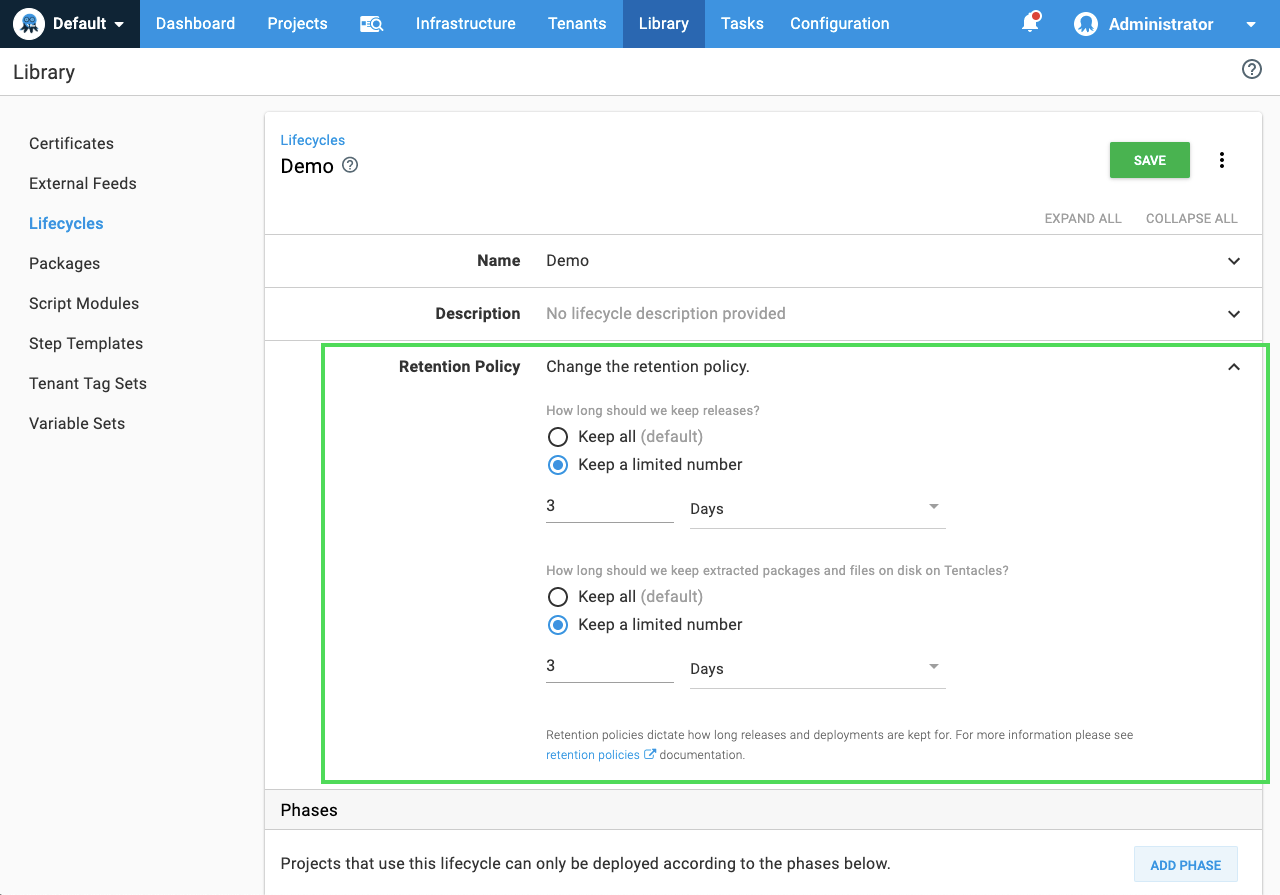 Default Dashboard Projects Infrastructure Tenants Library Tasks Configuration Administrator
Library
Certificates
External Feeds
Lifecycles
Packages
Script Modules
Step Templates
Tenant Tag Sets
Variable Sets
Lifecycles
Demo
SAVE
EXPAND ALL COLLAPSE ALL
Name Demo
Description No lifecycle description provided
Retention Policy Change the retention policy.
How long should we keep releases?
Keep all (default)
Keep a limited number
3 Days
How long should we keep extracted packages and files on disk on Tentacles?
Keep all (default)
Keep a limited number
3 Days
Retention policies dictate how long releases and deployments are kept for. For more information please see
retention policies documentation.
Phases
Projects that use this lifecycle can only be deployed according to the phases below.
ADD PHASE